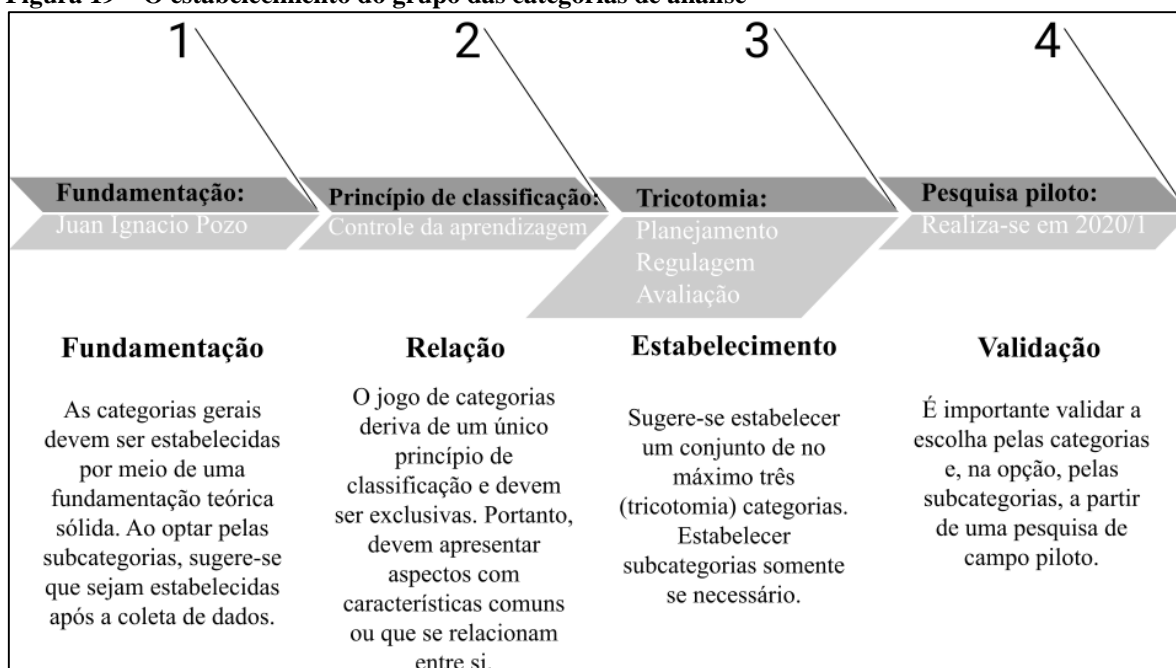 Figura 19 – O estabelecimento do grupo das categorias de análise
1
2
3
4
Fundamentação:
Juan Ignacio Pozo
Princípio de classificação:
Controle da aprendizagem
Tricotomia:
Planejamento
Regulagem
Avaliação
Pesquisa piloto:
Realiza-se em 2020/1
Fundamentação
As categorias gerais
devem ser estabelecidas
por meio de uma
fundamentação teórica
sólida. Ao optar pelas
subcategorias, sugere-se
que sejam estabelecidas
após a coleta de dados.
Relação
O jogo de categorias
deriva de um único
princípio de
classificação e devem
ser exclusivas. Portanto,
devem apresentar
aspectos com
características comuns
ou que se relacionam
entre si.
Estabelecimento
Sugere-se estabelecer
um conjunto de no
máximo três
(tricotomia) categorias.
Estabelecer
subcategorias somente
se necessário.
Validação
É importante validar a
escolha pelas categorias
e, na opção, pelas
subcategorias, a partir
de uma pesquisa de
campo piloto.